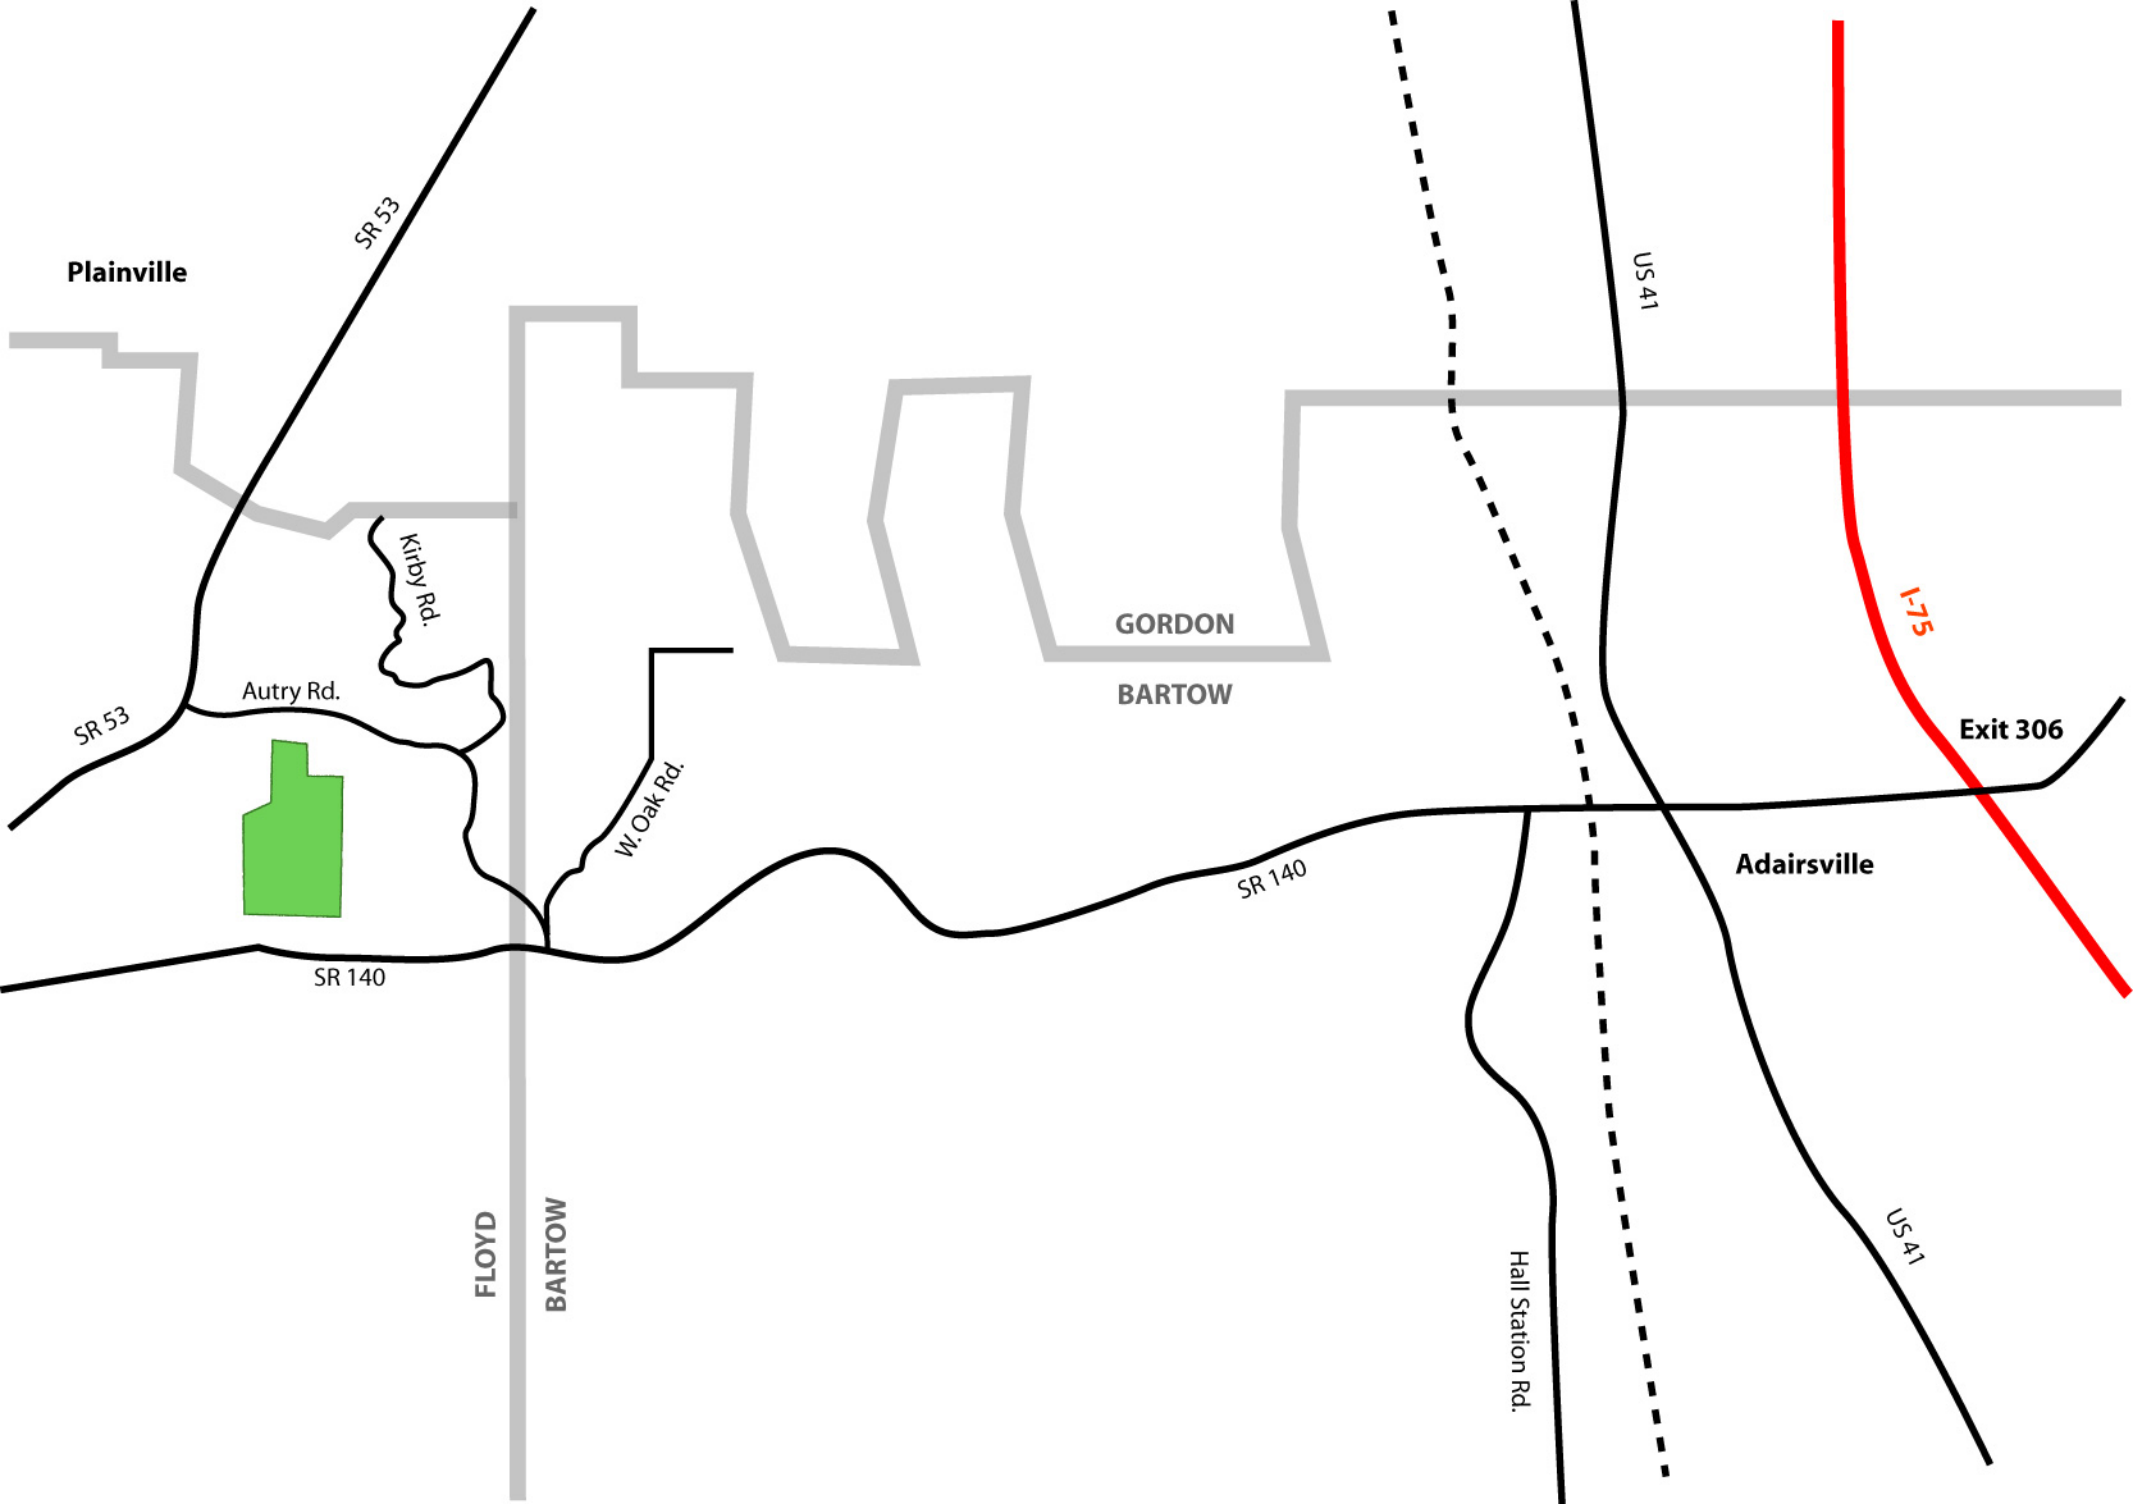 SR 53
Plainville
US 41
Kirby Rd.
I-75
GORDON
BARTOW
Autry Rd.
SR 53
Exit 306
W. Oak Rd.
Adairsville
SR 140
SR 140
FLOYD
BARTOW
US 41
Hall Station Rd.